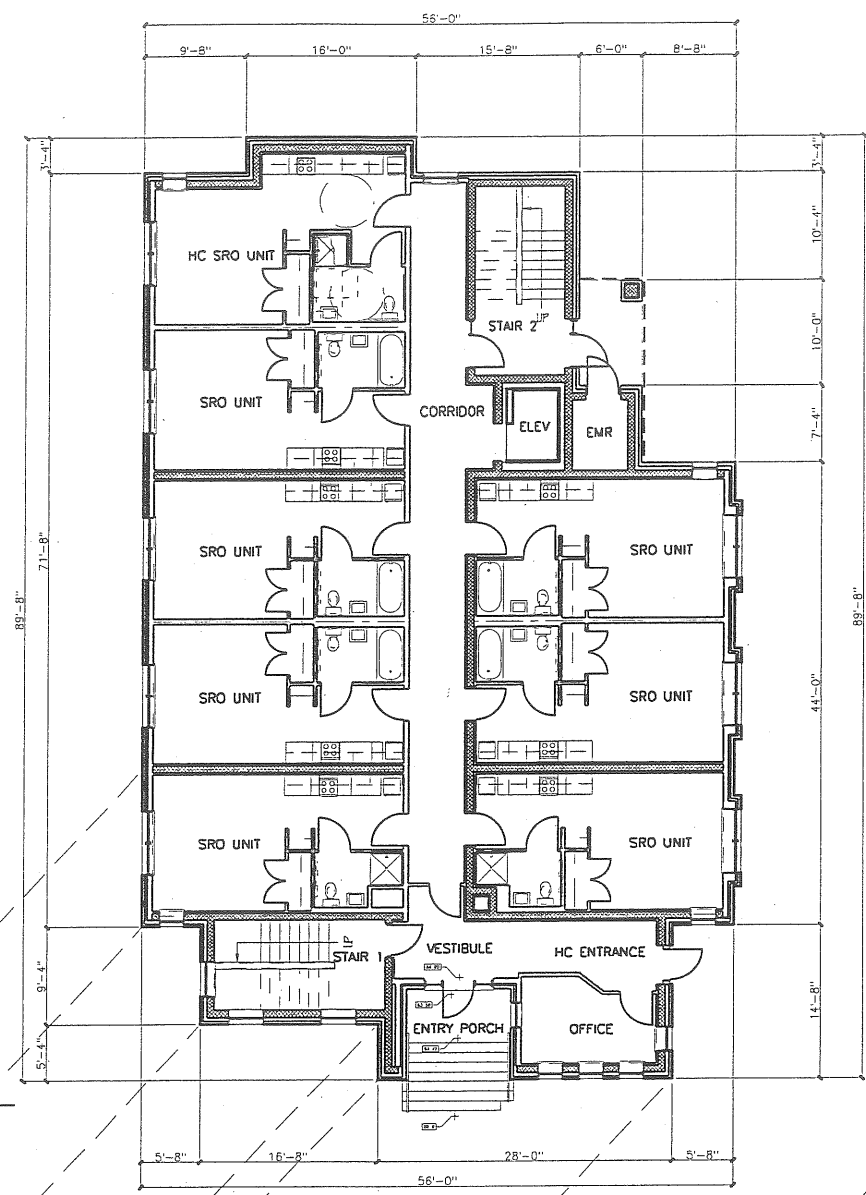 56'-0"
9'-8" 16'-0" 15'-8" 6'-0" 8'-8"
3'-4" 3'-4"
10'-4"
HC SRO UNIT
STAIR 2 UP
10'-0"
SRO UNIT CORRIDOR ELEV EMR
7'-4"
SRO UNIT SRO UNIT
71'-8"
89'-8" 89'-8"
SRO UNIT SRO UNIT
44'-0"
SRO UNIT SRO UNIT
UP
STAIR 1 VESTIBULE HC ENTRANCE
9'-4"
14'-8"
ENTRY PORCH OFFICE
5'-4"
5'-8" 16'-8" 28'-0" 5'-8"
56'-0"